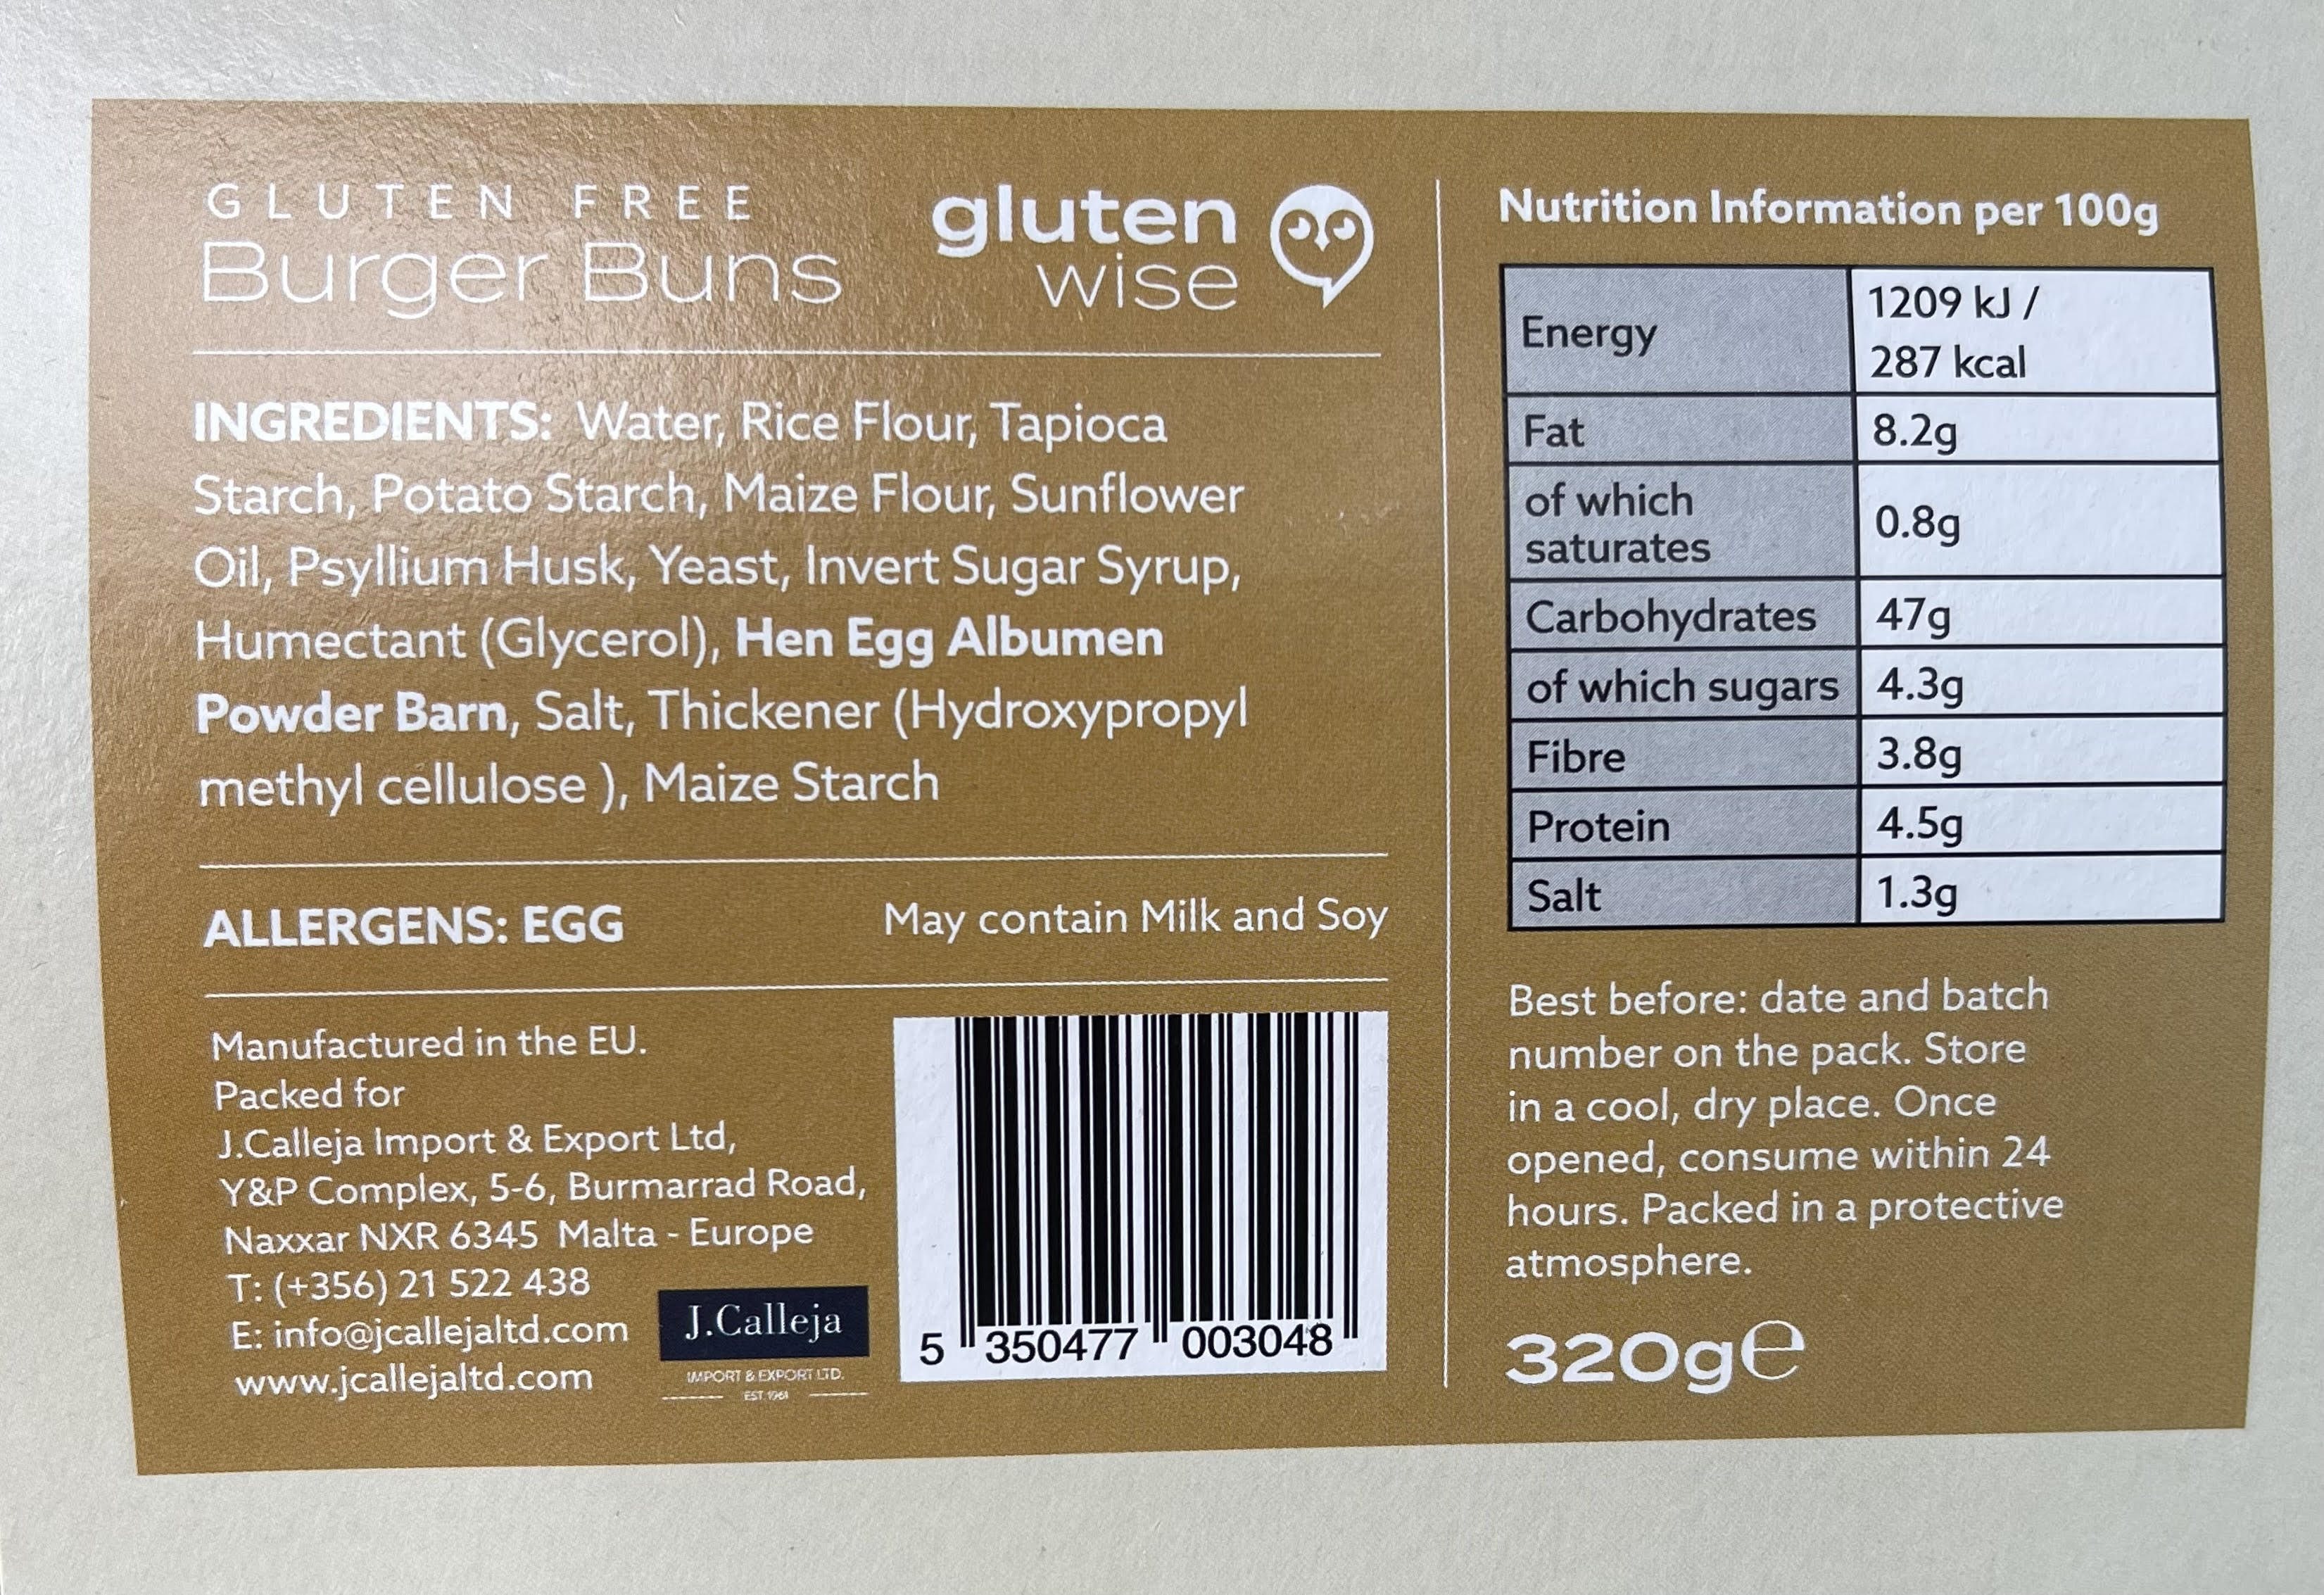 GLUTEN FREE
Burger Buns
gluten
wise
INGREDIENTS: Water, Rice Flour, Tapioca
Starch, Potato Starch, Maize Flour, Sunflower
Oil, Psyllium Husk, Yeast, Invert Sugar Syrup,
Humectant (Glycerol), Hen Egg Albumen
Powder Barn, Salt, Thickener (Hydroxypropyl
methyl cellulose ), Maize Starch
ALLERGENS: EGG
May contain Milk and Soy
Manufactured in the EU.
Packed for
J.Calleja Import & Export Ltd,
Y&P Complex, 5-6, Burmarrad Road,
Naxxar NXR 6345 Malta - Europe
T: (+356) 21 522 438
E: info@jcallejaltd.com
www.jcallejaltd.com
J.Calleja
IMPORT & EXPORT LTD.
EST. 1961
5 350477 003048
Nutrition Information per 100g
Energy 1209 kJ /
287 kcal
Fat 8.2g
of which
saturates 0.8g
Carbohydrates 47g
of which sugars 4.3g
Fibre 3.8g
Protein 4.5g
Salt 1.3g
Best before: date and batch
number on the pack. Store
in a cool, dry place. Once
opened, consume within 24
hours. Packed in a protective
atmosphere.
320g℮